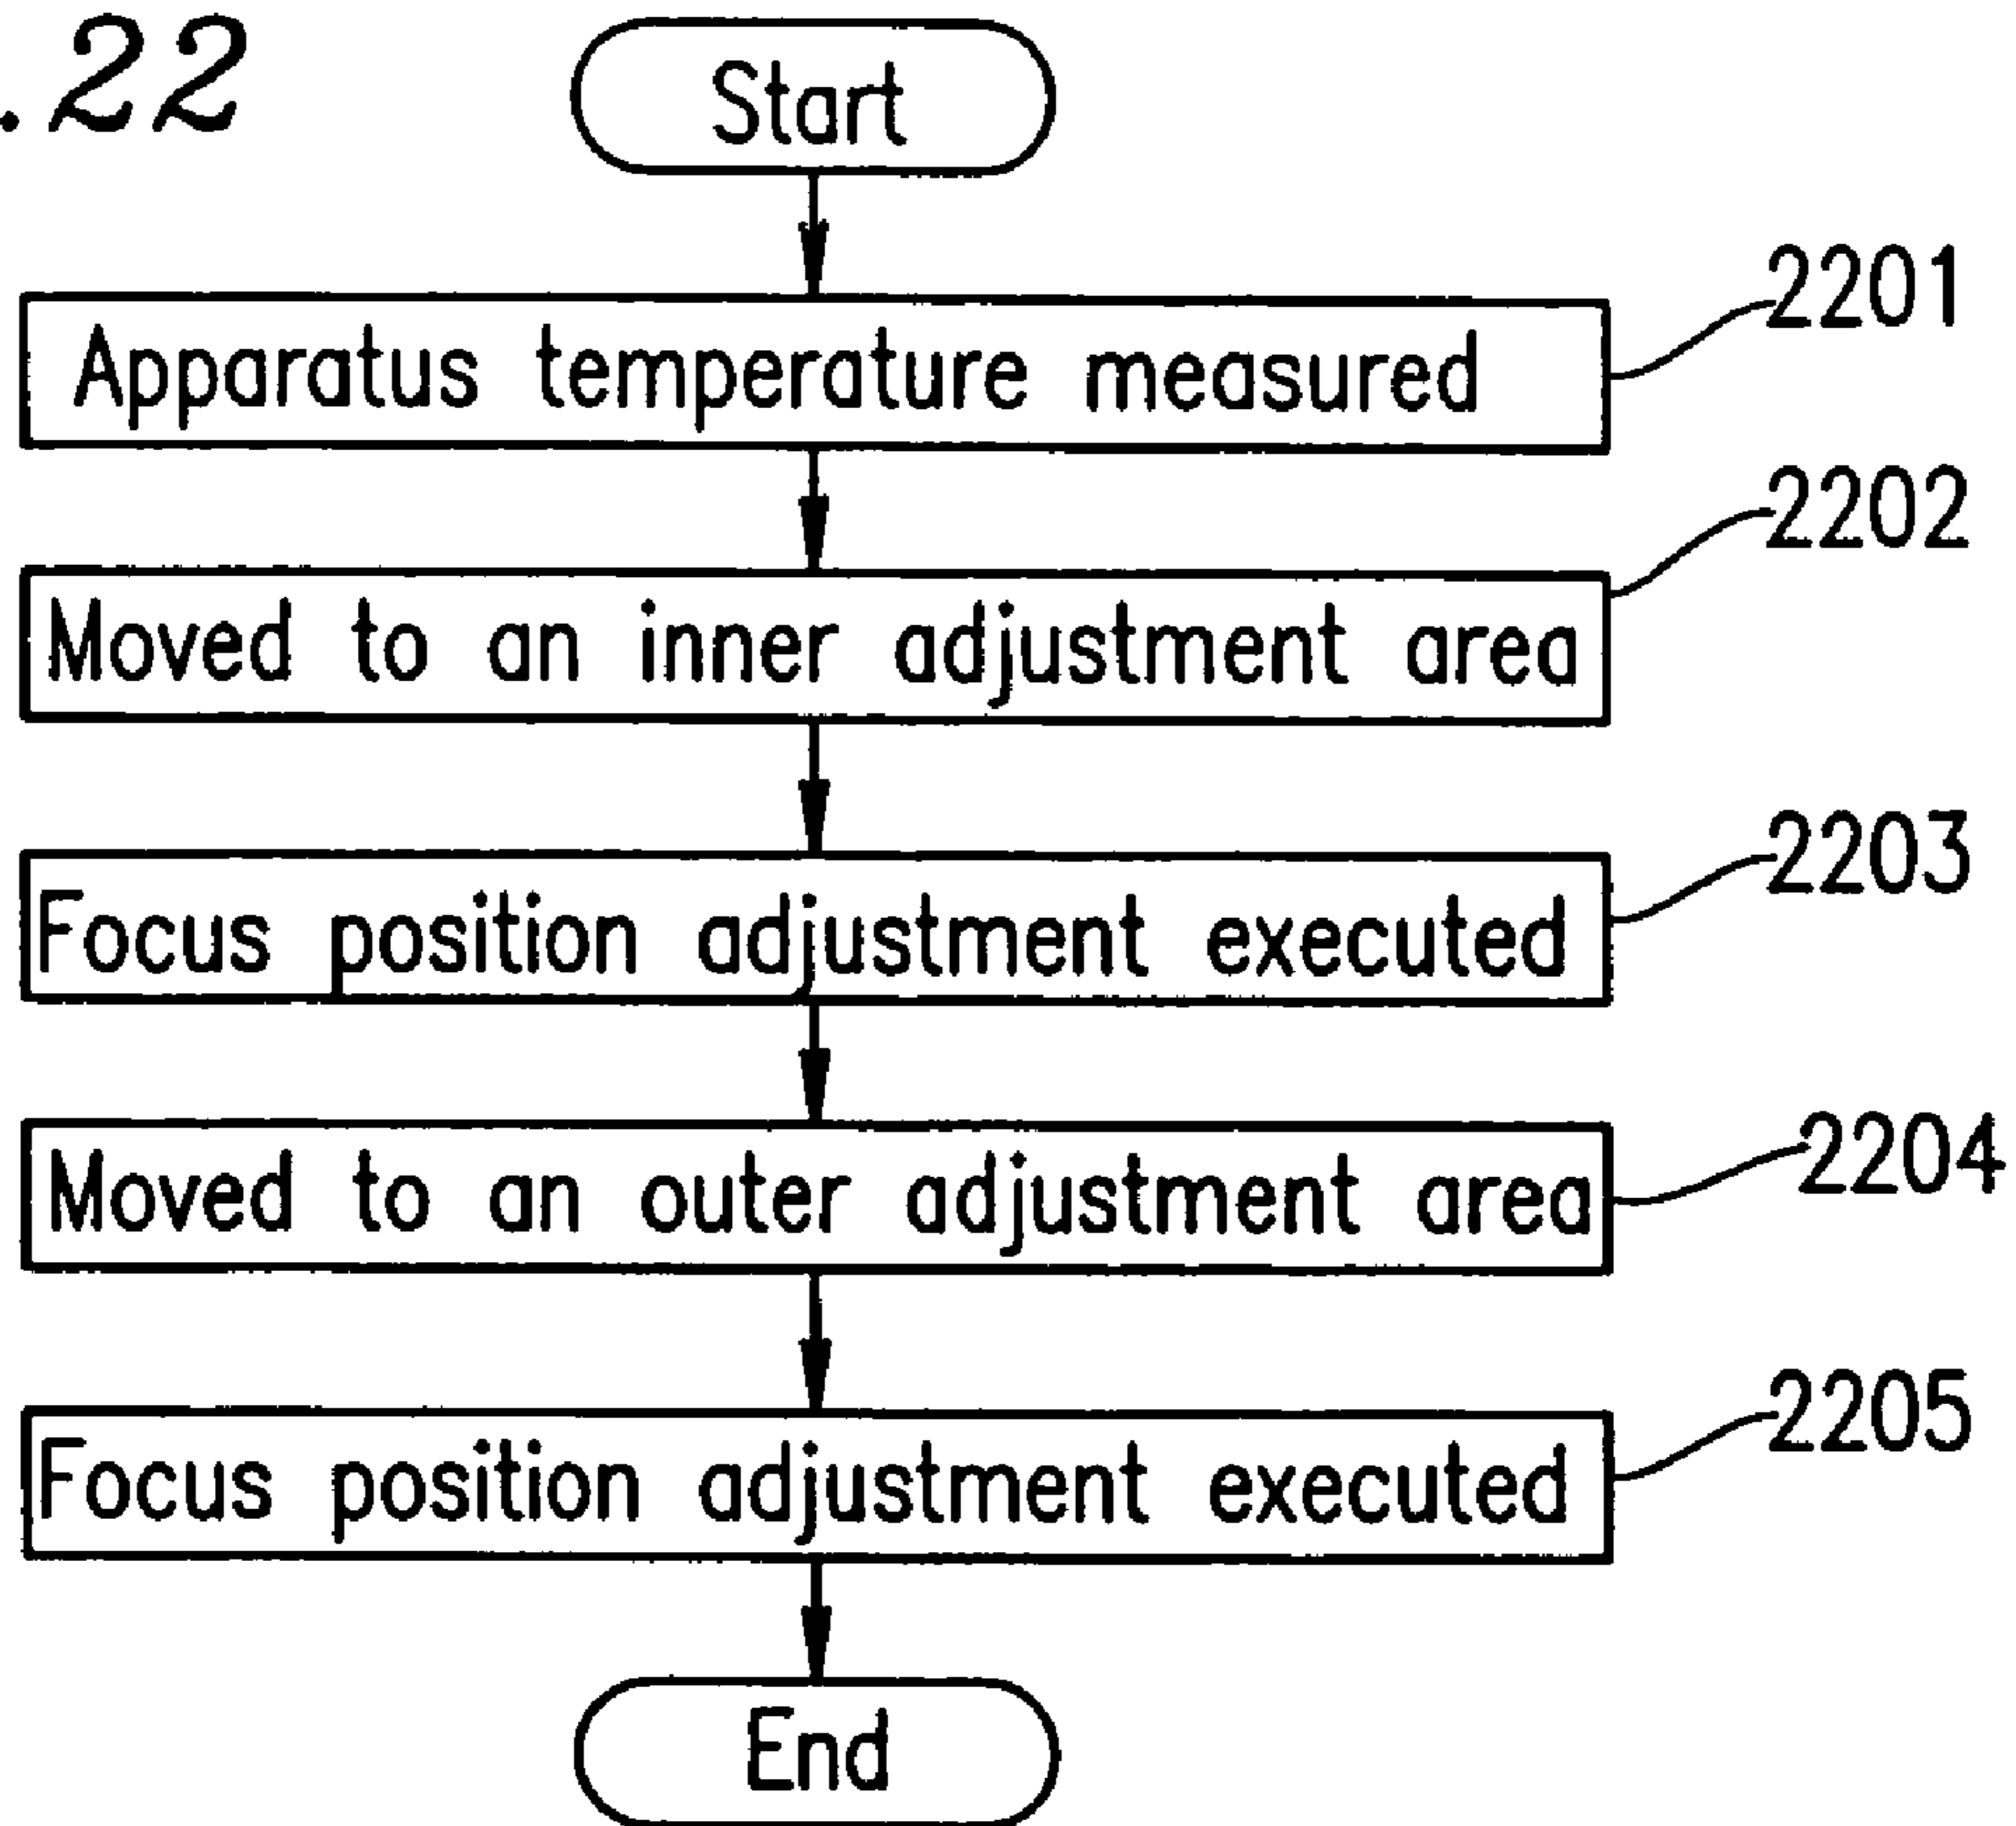 .22
Start
Apparatus temperature measured
2201
Moved to an inner adjustment area
2202
Focus position adjustment executed
2203
Moved to an outer adjustment area
2204
Focus position adjustment executed
2205
End